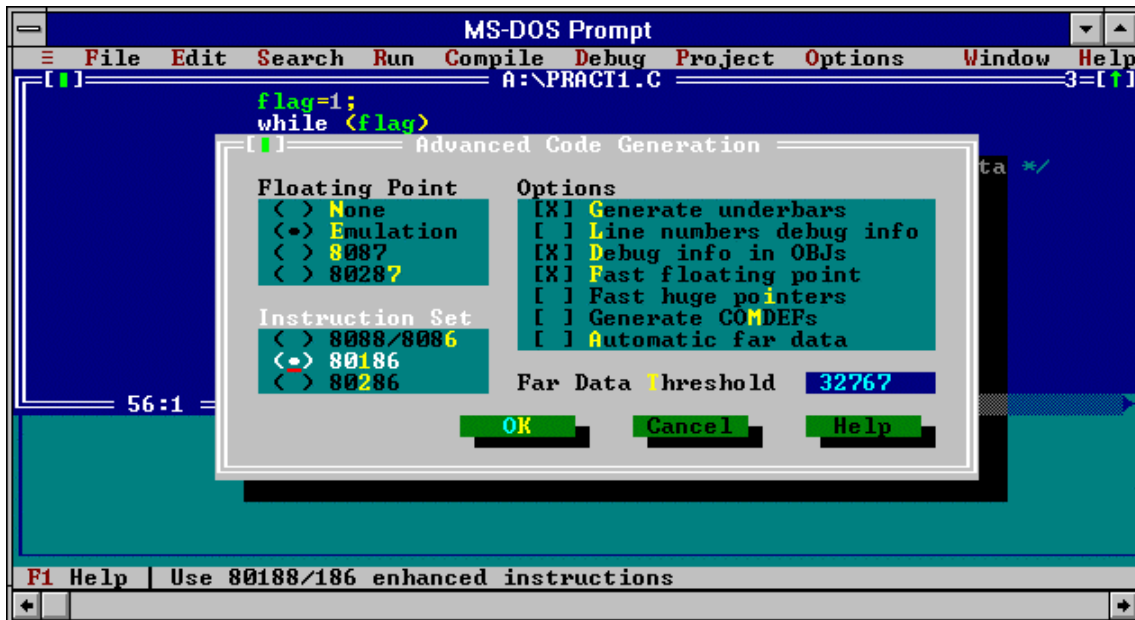 MS-DOS Prompt
≡ File Edit Search Run Compile Debug Project Options Window Help
[■] A:\PRACT1.C 3=[↑]
flag=1;
while (flag)
ta */
[■] Advanced Code Generation
Floating Point
( ) None
(•) Emulation
( ) 8087
( ) 80287
Instruction Set
( ) 8088/8086
(•) 80186
( ) 80286
Options
[X] Generate underbars
[ ] Line numbers debug info
[X] Debug info in OBJs
[X] Fast floating point
[ ] Fast huge pointers
[ ] Generate COMDEFs
[ ] Automatic far data
Far Data Threshold 32767
OK Cancel Help
56:1
F1 Help | Use 80188/186 enhanced instructions